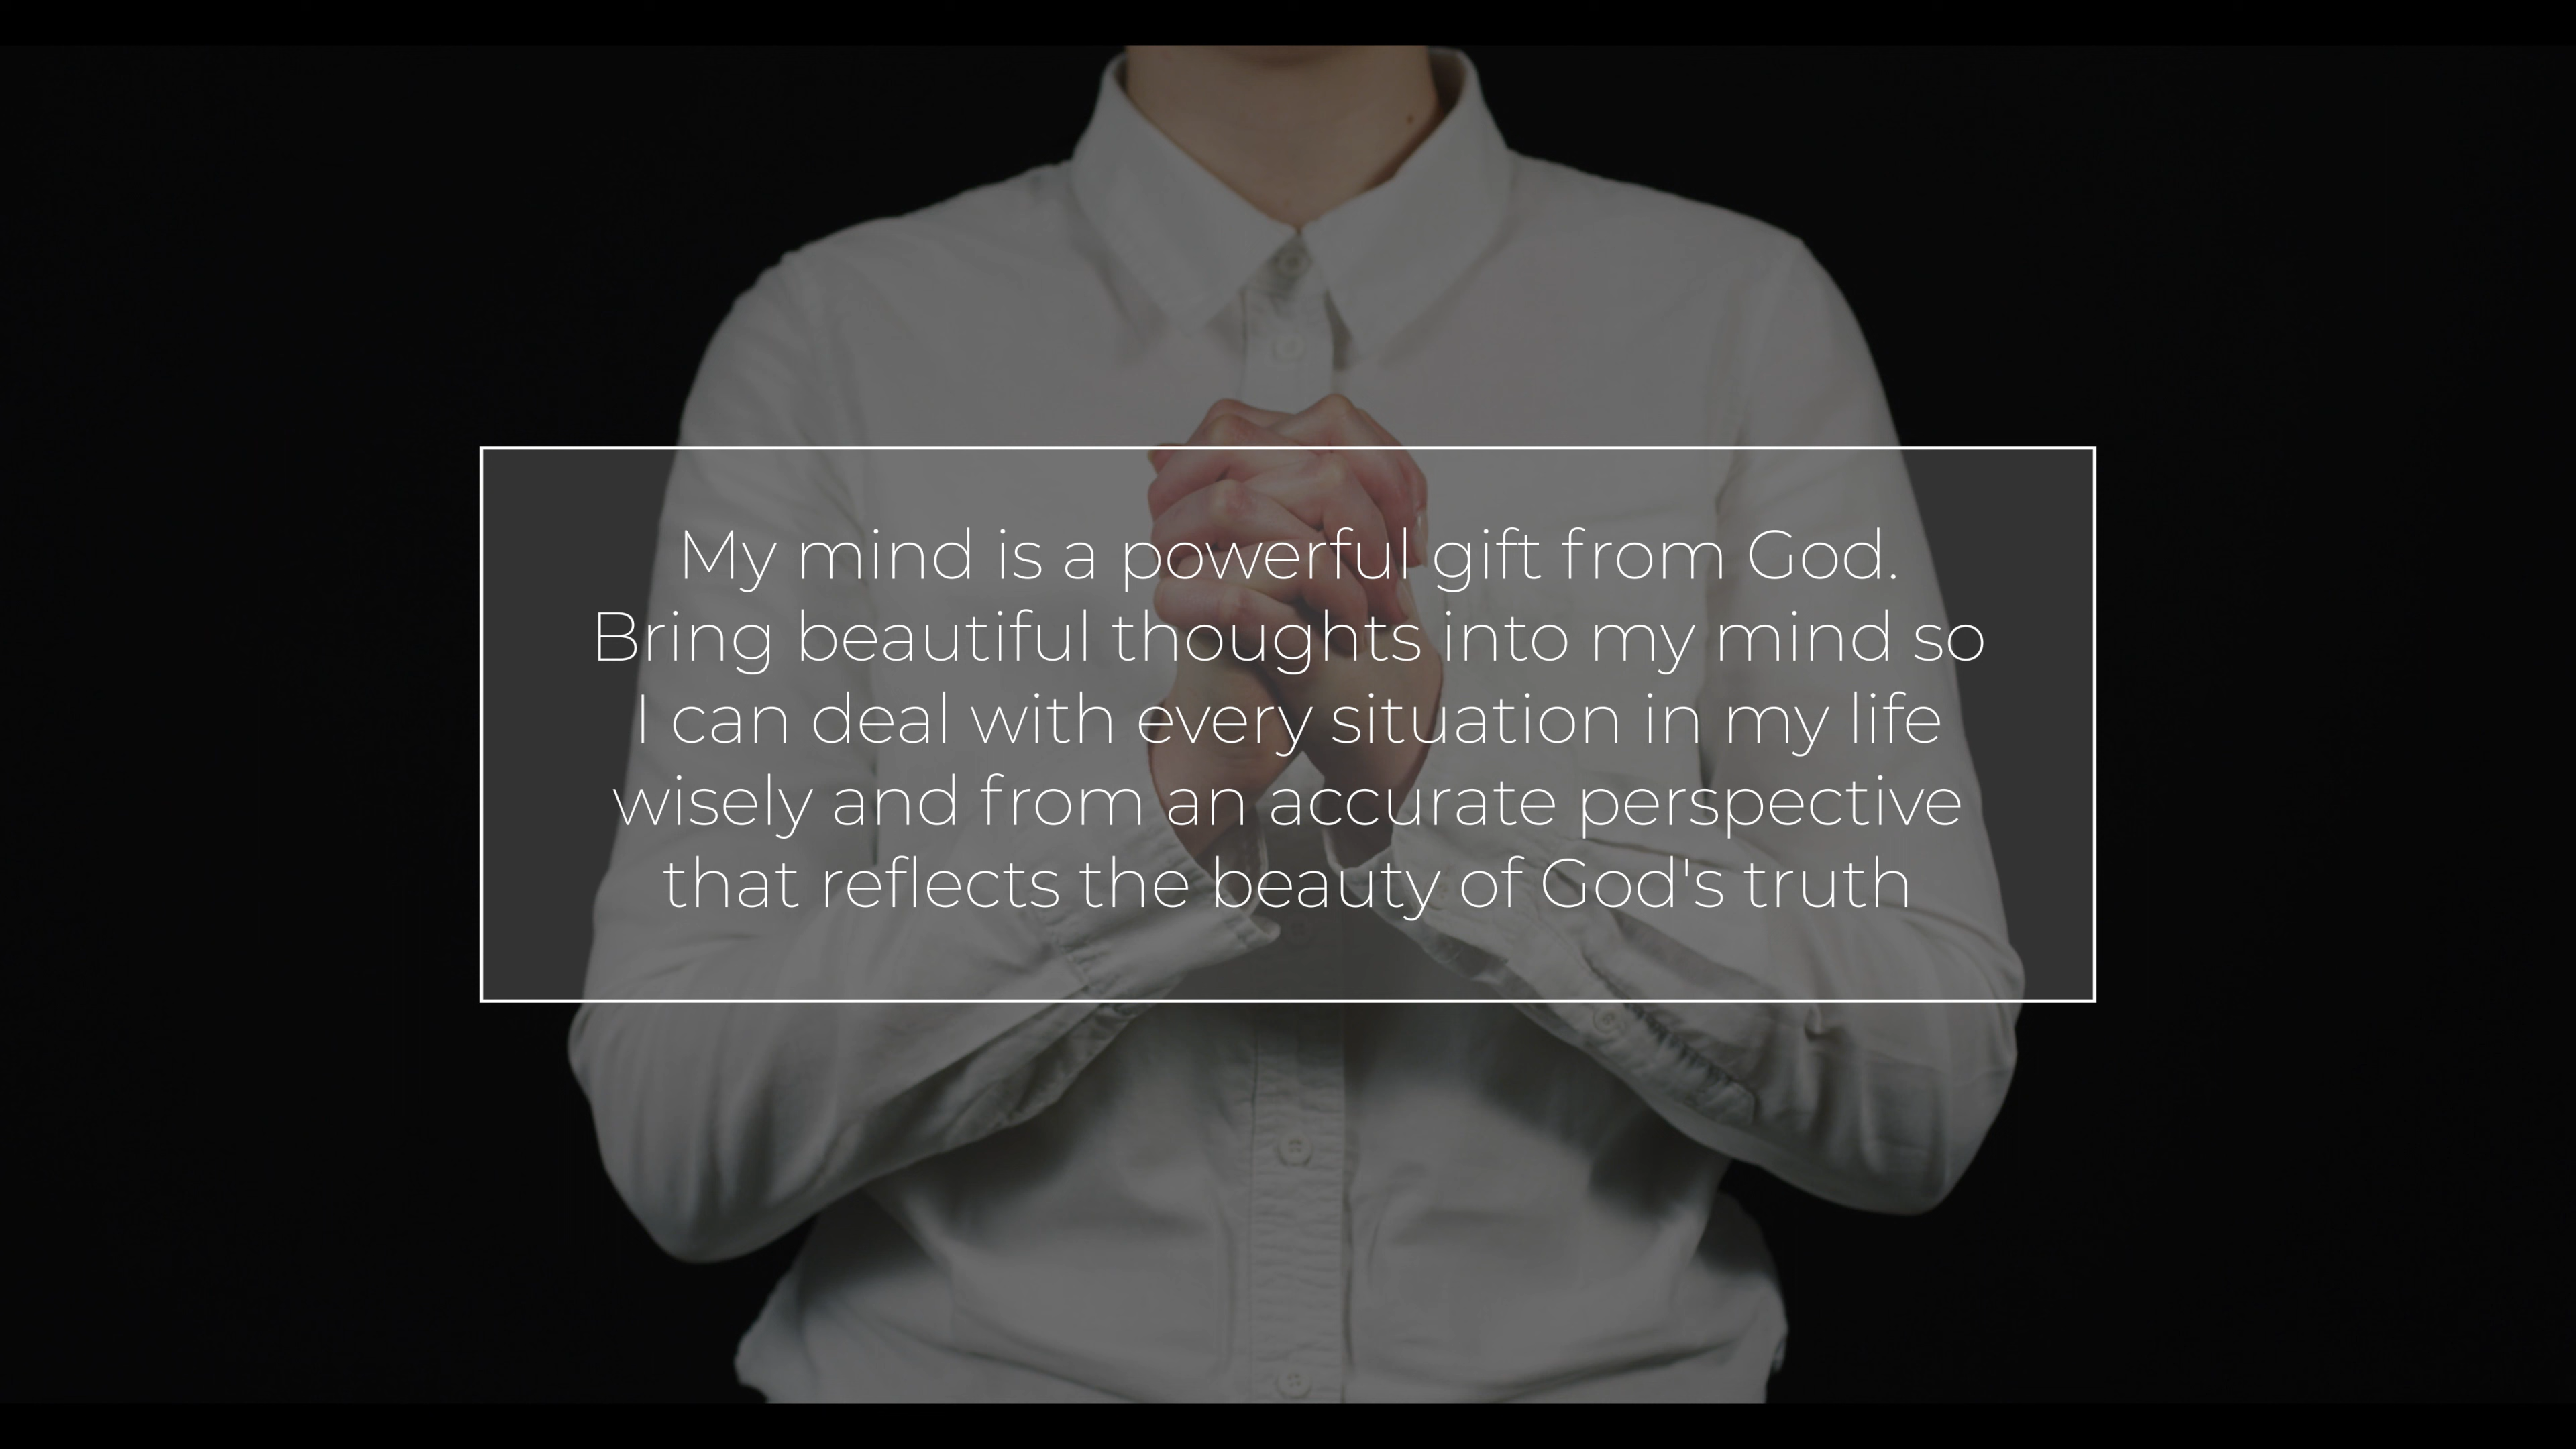 My mind is a powerful gift from God.
Bring beautiful thoughts into my mind so
I can deal with every situation in my life
wisely and from an accurate perspective
that reflects the beauty of God's truth